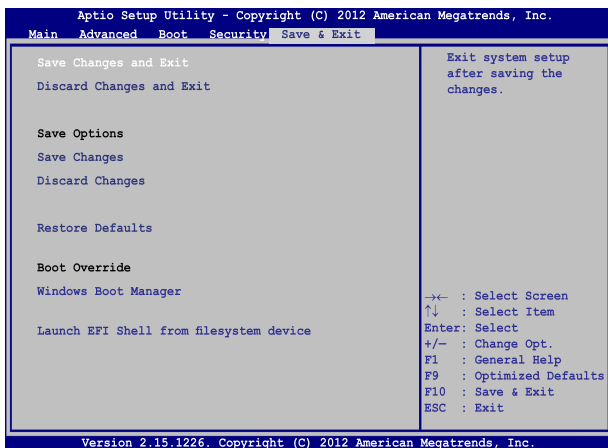 Aptio Setup Utility - Copyright (C) 2012 American Megatrends, Inc.
Main Advanced Boot Security Save & Exit
Save Changes and Exit
Discard Changes and Exit
Save Options
Save Changes
Discard Changes
Restore Defaults
Boot Override
Windows Boot Manager
Launch EFI Shell from filesystem device
Exit system setup
after saving the
changes.
→← : Select Screen
↑↓ : Select Item
Enter: Select
+/− : Change Opt.
F1 : General Help
F9 : Optimized Defaults
F10 : Save & Exit
ESC : Exit
Version 2.15.1226. Copyright (C) 2012 American Megatrends, Inc.